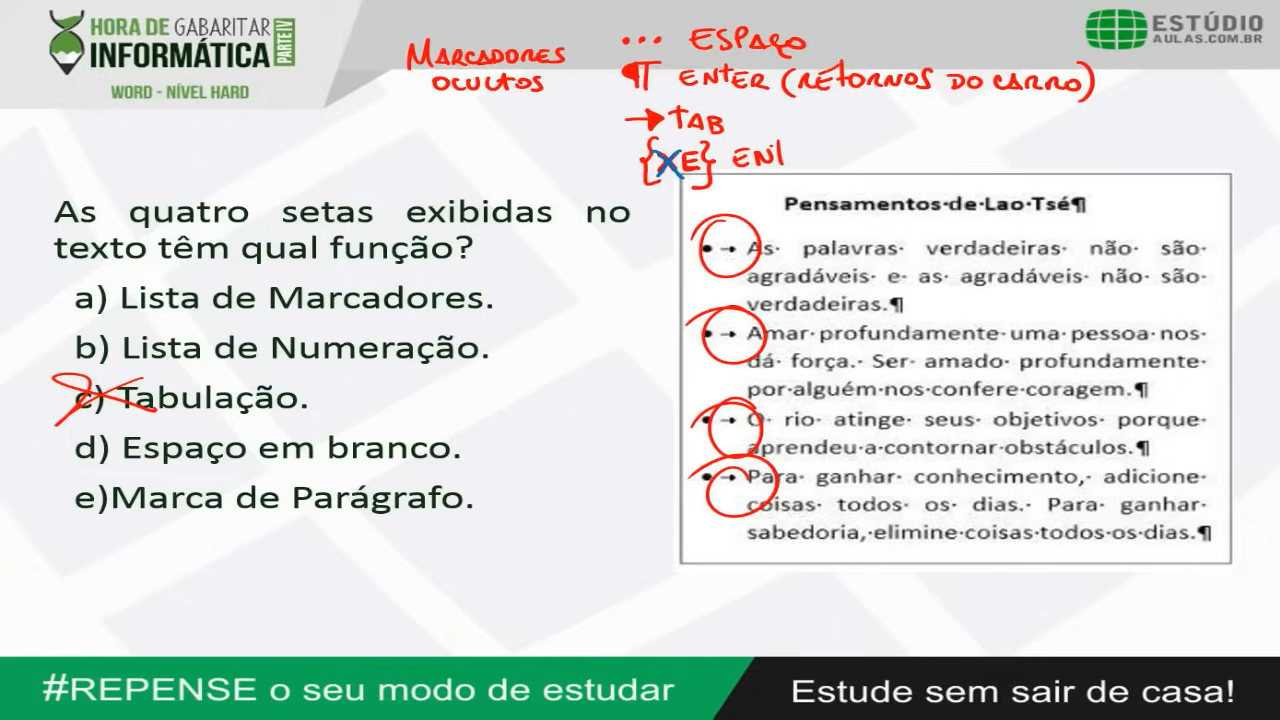 HORA DE GABARITAR
INFORMÁTICA
PARTE IV
WORD - NÍVEL HARD
ESTÚDIO
AULAS.COM.BR
MARCADORES
OCULTOS
... ESPAÇO
¶ ENTER (RETORNOS DO CARRO)
→ TAB
{XE}
As quatro setas exibidas no
texto têm qual função?
a) Lista de Marcadores.
b) Lista de Numeração.
c) Tabulação.
d) Espaço em branco.
e)Marca de Parágrafo.
Pensamentos·de·Lao·Tsé¶
•→As· palavras· verdadeiras· não· são·
agradáveis· e· as· agradáveis· não· são·
verdadeiras.¶
•→Amar·profundamente·uma·pessoa·nos·
dá· força.· Ser· amado· profundamente·
por·alguém·nos·confere·coragem.¶
•→O· rio· atinge· seus· objetivos· porque·
aprendeu·a·contornar·obstáculos.¶
•→Para· ganhar· conhecimento,· adicione·
coisas· todos· os· dias.· Para· ganhar·
sabedoria,·elimine·coisas·todos·os·dias.¶
#REPENSE o seu modo de estudar
Estude sem sair de casa!